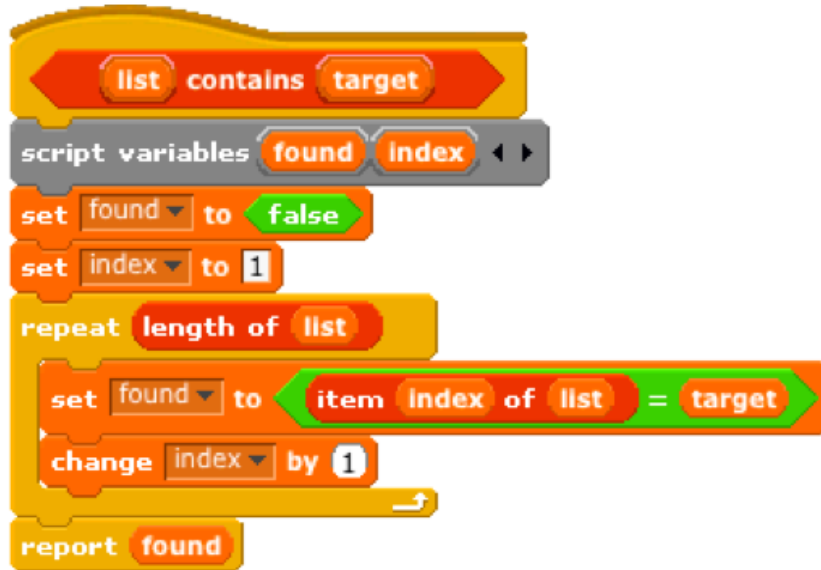 list contains target
script variables found index
set found to false
set index to 1
repeat length of list
set found to item index of list = target
change index by 1
report found